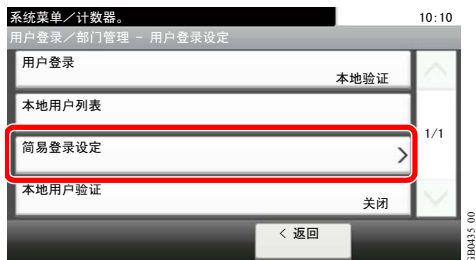 系统菜单／计数器。 10:10
用户登录／部门管理 - 用户登录设定
用户登录
本地验证
本地用户列表
1/1
简易登录设定
本地用户验证
关闭
< 返回
GB0435_00